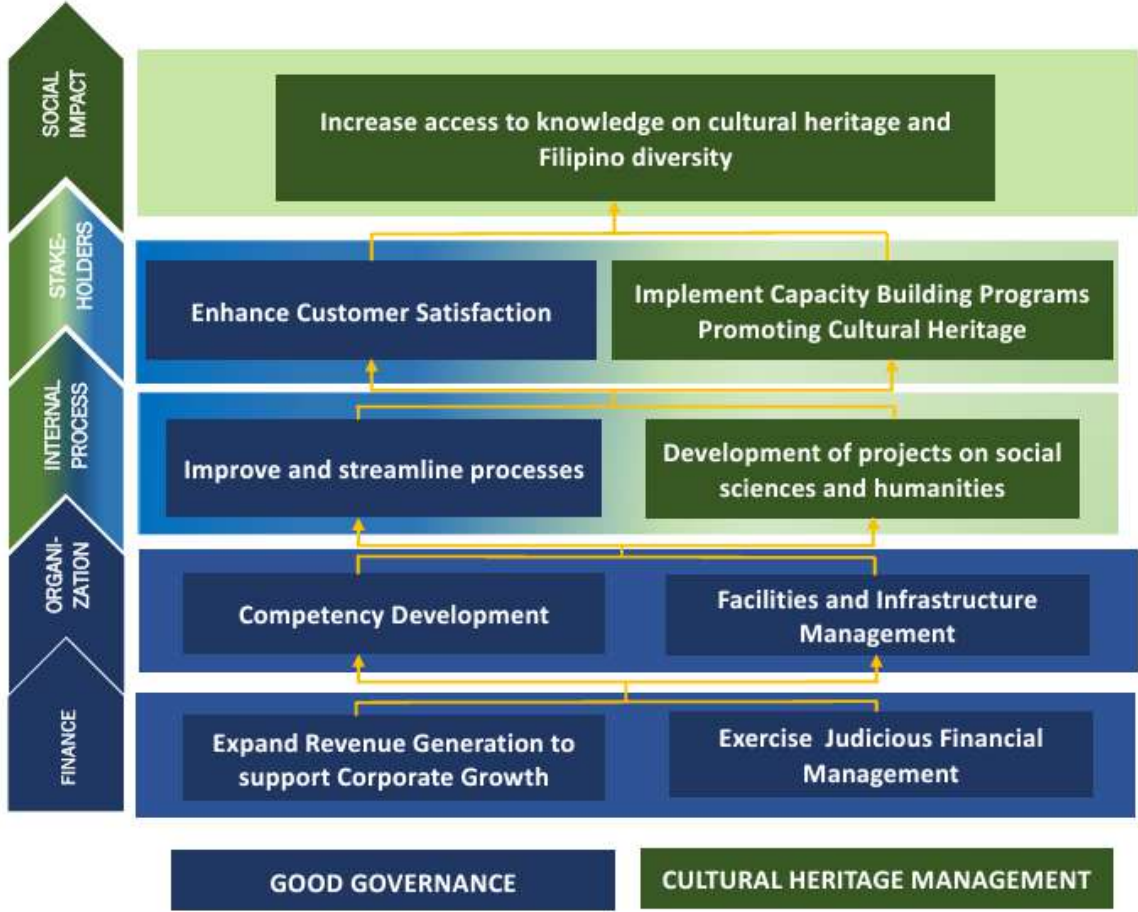 SOCIAL
IMPACT
Increase access to knowledge on cultural heritage and
Filipino diversity
STAKE-
HOLDERS
Enhance Customer Satisfaction
Implement Capacity Building Programs
Promoting Cultural Heritage
INTERNAL
PROCESS
Improve and streamline processes
Development of projects on social
sciences and humanities
ORGANI-
ZATION
Competency Development
Facilities and Infrastructure
Management
FINANCE
Expand Revenue Generation to
support Corporate Growth
Exercise Judicious Financial
Management
GOOD GOVERNANCE
CULTURAL HERITAGE MANAGEMENT